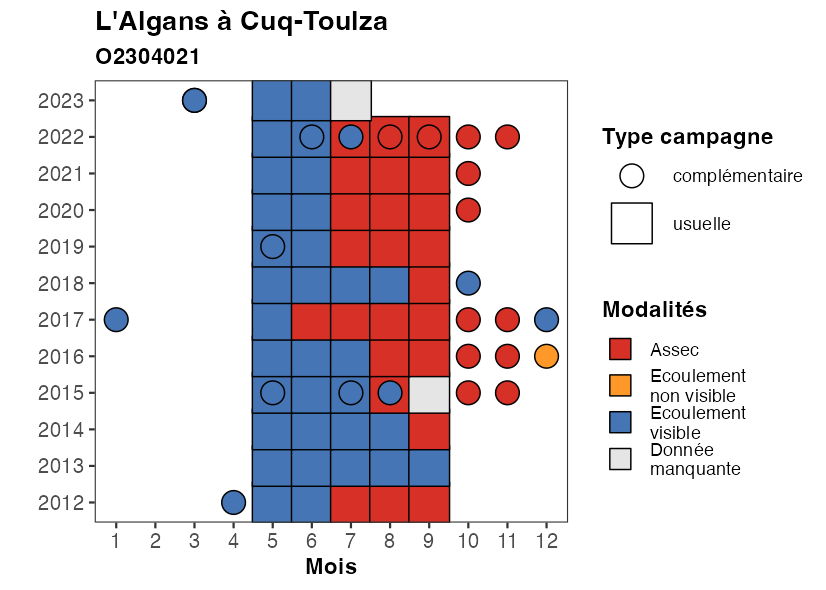 L'Algans à Cuq-Toulza
O2304021
2023
2022
2021
2020
2019
2018
2017
2016
2015
2014
2013
2012
1 2 3 4 5 6 7 8 9 10 11 12
Mois
Type campagne
complémentaire
usuelle
Modalités
Assec
Ecoulement
non visible
Ecoulement
visible
Donnée
manquante